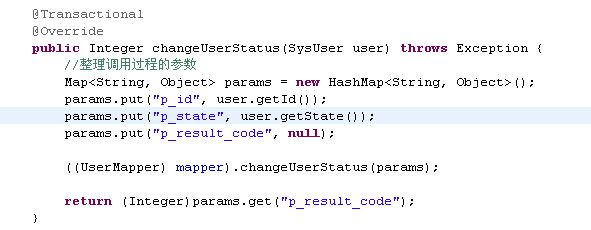 @Transactional
@Override
public Integer changeUserStatus(SysUser user) throws Exception {
//整理调用过程的参数
Map<String, Object> params = new HashMap<String, Object>();
params.put("p_id", user.getId());
params.put("p_state", user.getState());
params.put("p_result_code", null);
((UserMapper) mapper).changeUserStatus(params);
return (Integer)params.get("p_result_code");
}